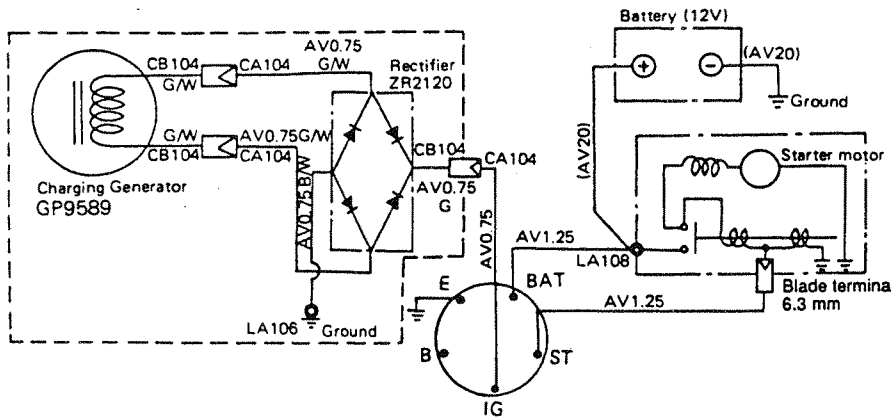 Battery (12V)
(AV20)
Ground
(AV20)
AV0.75
G/W
CB104
G/W
CA104
Rectifier
ZR2120
G/W
CB104
AV0.75G/W
CA104
Charging Generator
GP9589
AV0.75 B/W
CB104
CA104
AV0.75
G
AV0.75
Starter motor
AV1.25
LA108
Blade termina
6.3 mm
AV1.25
LA106
Ground
E
BAT
B
ST
IG